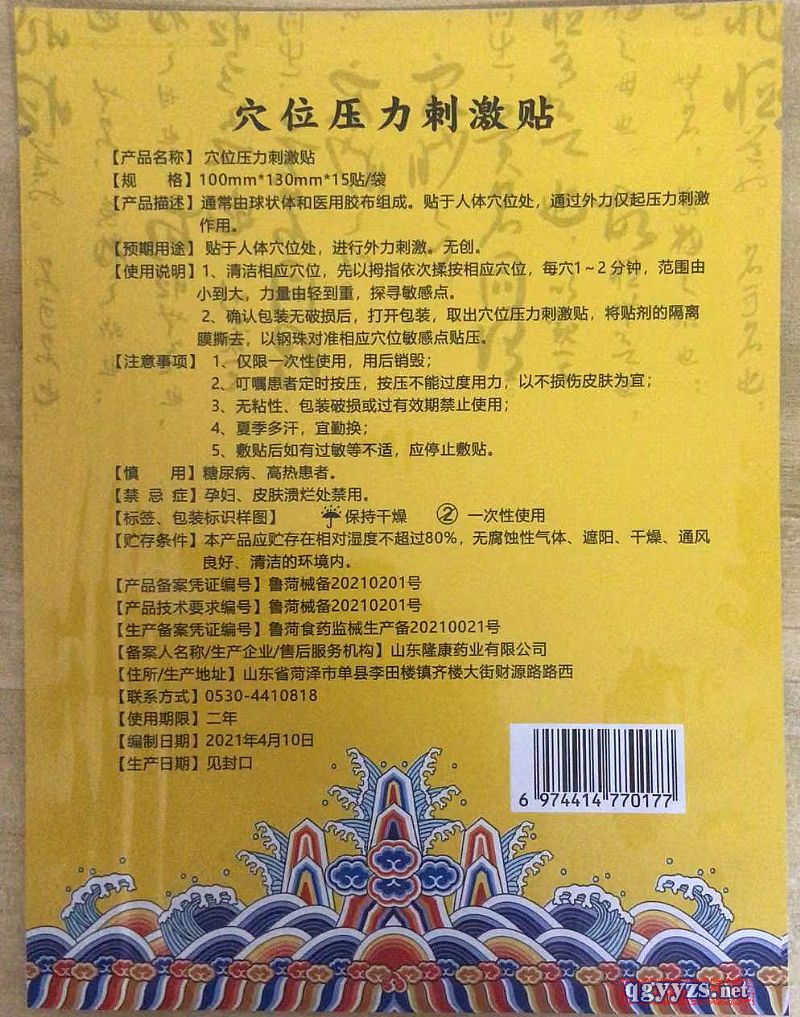 穴位压力刺激贴
【产品名称】穴位压力刺激贴
【规 格】100mm*130mm*15贴/袋
【产品描述】通常由球状体和医用胶布组成。贴于人体穴位处，通过外力仅起压力刺激
作用。
【预期用途】贴于人体穴位处，进行外力刺激。无创。
【使用说明】1、清洁相应穴位，先以拇指依次揉按相应穴位，每穴1~2分钟，范围由
小到大，力量由轻到重，探寻敏感点。
2、确认包装无破损后，打开包装，取出穴位压力刺激贴，将贴剂的隔离
膜撕去，以钢珠对准相应穴位敏感点贴压。
【注意事项】1、仅限一次性使用，用后销毁；
2、叮嘱患者定时按压，按压不能过度用力，以不损伤皮肤为宜；
3、无粘性、包装破损或过有效期禁止使用；
4、夏季多汗，宜勤换；
5、敷贴后如有过敏等不适，应停止敷贴。
【慎 用】糖尿病、高热患者。
【禁 忌 症】孕妇、皮肤溃烂处禁用。
【标签、包装标识样图】 保持干燥 ② 一次性使用
【贮存条件】本产品应贮存在相对湿度不超过80%，无腐蚀性气体、遮阳、干燥、通风
良好、清洁的环境内。
【产品备案凭证编号】鲁菏械备20210201号
【产品技术要求编号】鲁菏械备20210201号
【生产备案凭证编号】鲁菏食药监械生产备20210021号
【备案人名称/生产企业/售后服务机构】山东隆康药业有限公司
【住所/生产地址】山东省菏泽市单县李田楼镇齐楼大街财源路路西
【联系方式】0530-4410818
【使用期限】二年
【编制日期】2021年4月10日
【生产日期】见封口
6 974414 770177
qgyyzs.net